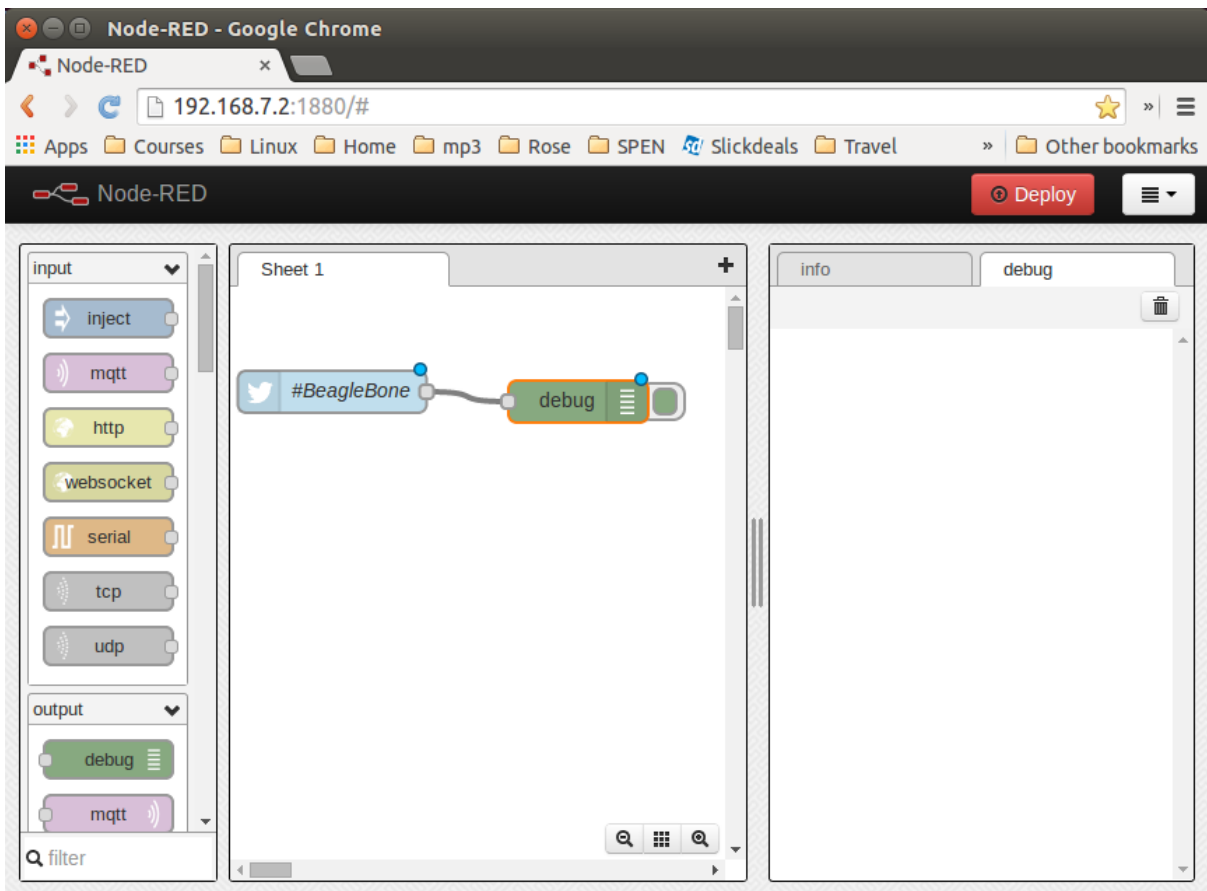 Node-RED - Google Chrome
Node-RED ×
192.168.7.2:1880/#
Apps Courses Linux Home mp3 Rose SPEN Slickdeals Travel » Other bookmarks
Node-RED Deploy
input
inject
mqtt
http
websocket
serial
tcp
udp
output
debug
mqtt
filter
Sheet 1 +
#BeagleBone
debug
info debug